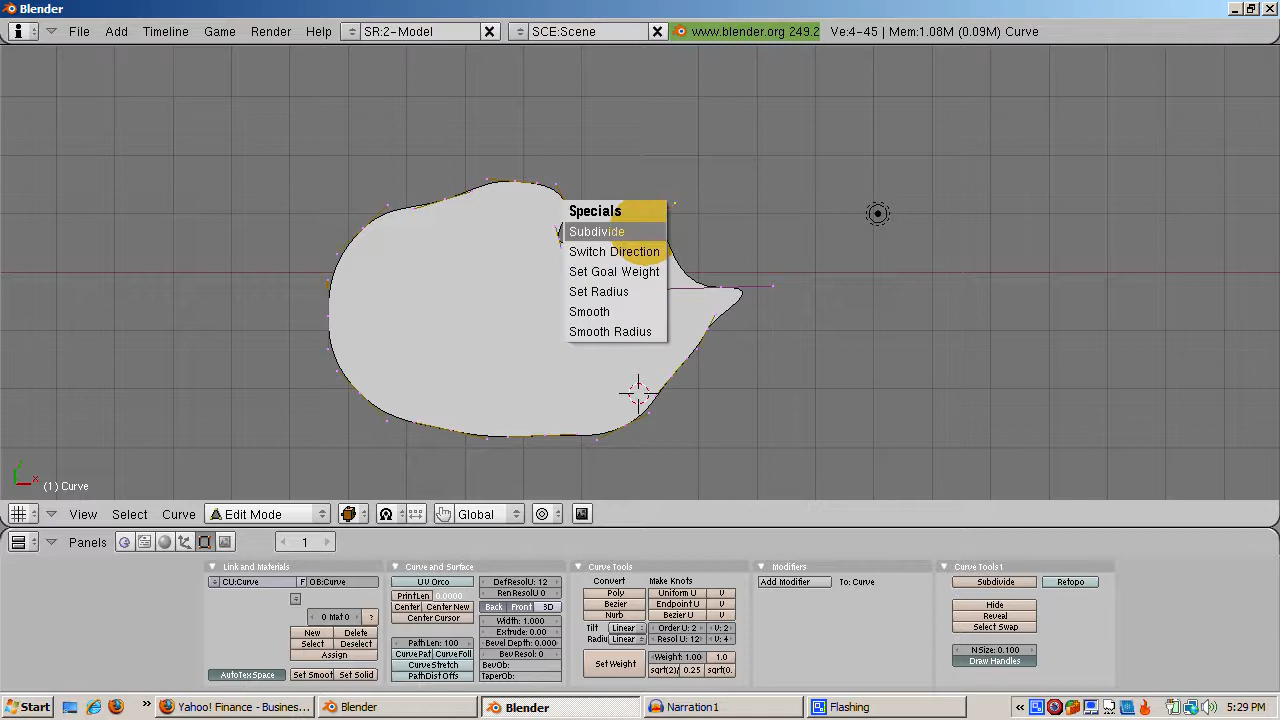 Blender
File Add Timeline Game Render Help SR:2-Model SCE:Scene www.blender.org 249.2 Ve:4-45 | Mem:1.08M (0.09M) Curve
Specials
Subdivide
Switch Direction
Set Goal Weight
Set Radius
Smooth
Smooth Radius
x
(1) Curve
View Select Curve Edit Mode Global
Panels 1
Link and Materials
CU:Curve F OB:Curve
0 Mat 0 ?
New Delete
Select Deselect
Assign
AutoTexSpace Set Smoot Set Solid
Curve and Surface
UV Orco
PrintLen 0.0000
Center Center New
Center Cursor
PathLen: 100
CurvePat CurveFoll
CurveStretch
PathDist Offs
DefResolU: 12
RenResolU 0
Back Front 3D
Width: 1.000
Extrude: 0.00
Bevel Depth: 0.000
BevResol: 0
BevOb:
TaperOb:
Curve Tools
Convert Make Knots
Poly Uniform U V
Bezier Endpoint U V
Nurb Bezier U V
Tilt Linear Order U: 2 V: 2
Radiu Linear Resol U: 12 V: 4
Set Weight Weight: 1.00 1.0
sqrt(2)/ 0.25 sqrt(0.
Modifiers
Add Modifier To: Curve
Curve Tools1
Subdivide Retopo
Hide
Reveal
Select Swap
NSize: 0.100
Draw Handles
Start Yahoo! Finance - Business... Blender Blender Narration1 Flashing 5:29 PM